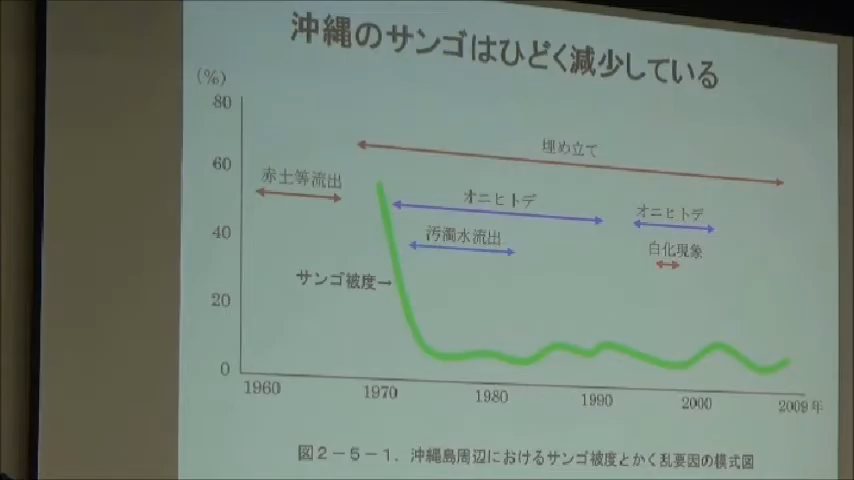 沖縄のサンゴはひどく減少している
(%)
80
60
40
20
0
埋め立て
赤土等流出
オニヒトデ
オニヒトデ
汚濁水流出
白化現象
サンゴ被度→
1960
1970
1980
1990
2000
2009年
図2-5-1. 沖縄島周辺におけるサンゴ被度とかく乱要因の模式図